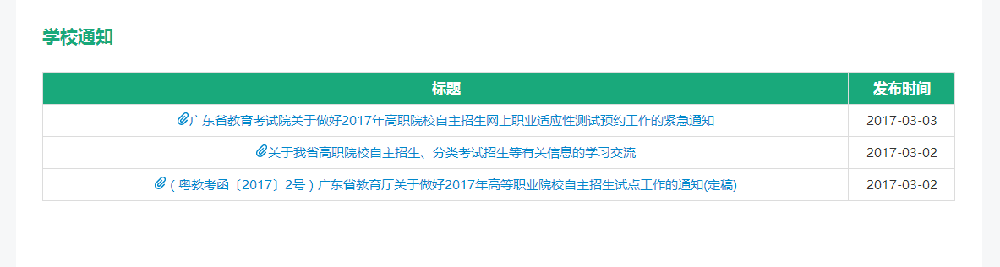 学校通知
标题 发布时间
广东省教育考试院关于做好2017年高职院校自主招生网上职业适应性测试预约工作的紧急通知 2017-03-03
关于我省高职院校自主招生、分类考试招生等有关信息的学习交流 2017-03-02
（粤教考函〔2017〕2号）广东省教育厅关于做好2017年高等职业院校自主招生试点工作的通知(定稿) 2017-03-02